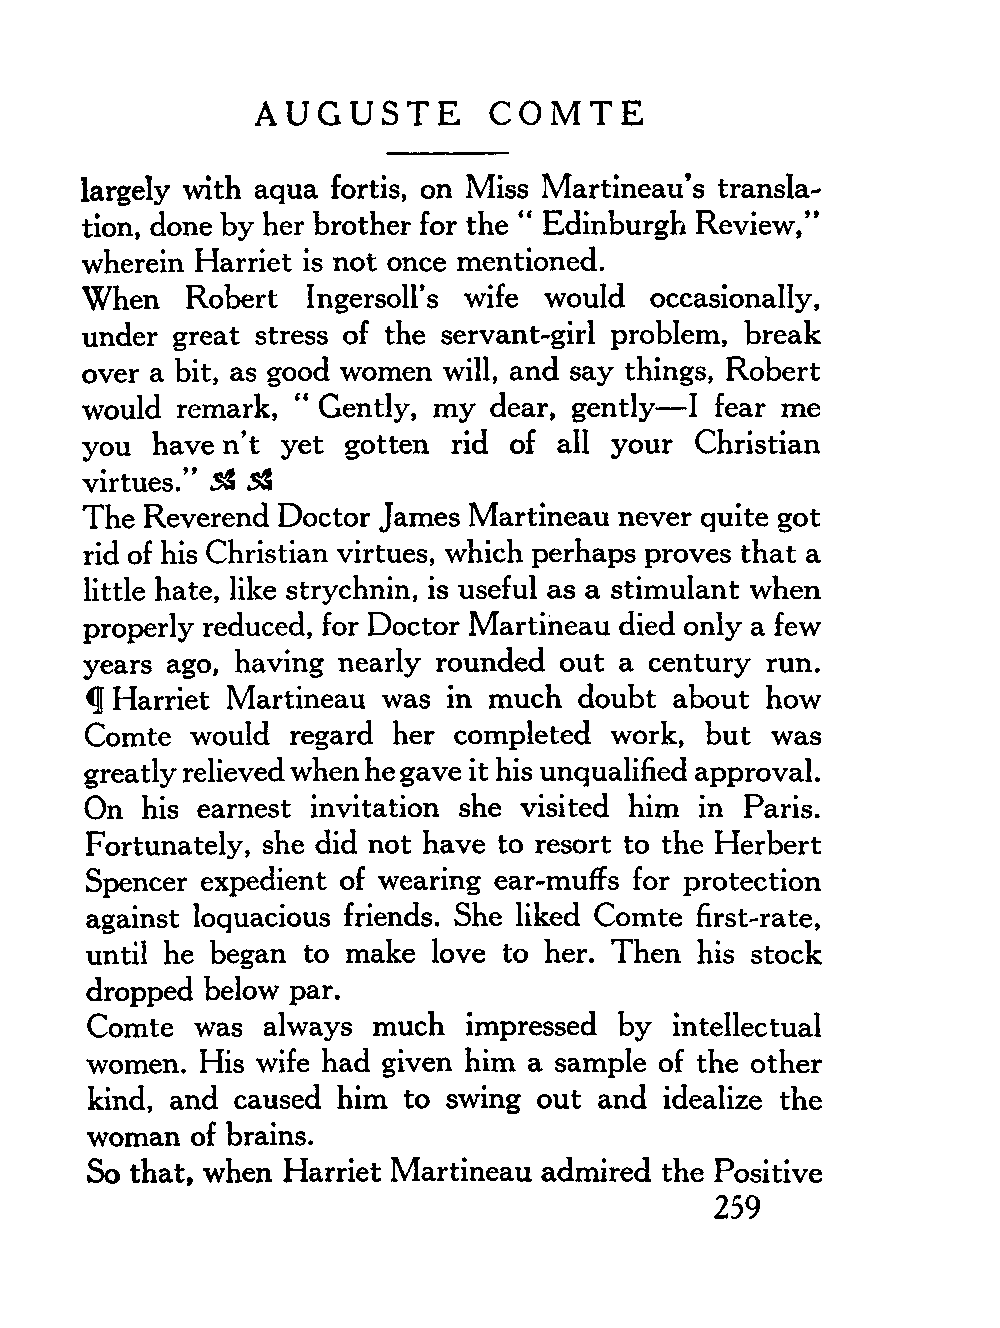 AUGUSTE COMTE
largely with aqua fortis, on Miss Martineau's transla-
tion, done by her brother for the " Edinburgh Review,"
wherein Harriet is not once mentioned.
When Robert Ingersoll's wife would occasionally,
under great stress of the servant-girl problem, break
over a bit, as good women will, and say things, Robert
would remark, " Gently, my dear, gently—I fear me
you have n't yet gotten rid of all your Christian
virtues."
The Reverend Doctor James Martineau never quite got
rid of his Christian virtues, which perhaps proves that a
little hate, like strychnin, is useful as a stimulant when
properly reduced, for Doctor Martineau died only a few
years ago, having nearly rounded out a century run.
¶ Harriet Martineau was in much doubt about how
Comte would regard her completed work, but was
greatly relieved when he gave it his unqualified approval.
On his earnest invitation she visited him in Paris.
Fortunately, she did not have to resort to the Herbert
Spencer expedient of wearing ear-muffs for protection
against loquacious friends. She liked Comte first-rate,
until he began to make love to her. Then his stock
dropped below par.
Comte was always much impressed by intellectual
women. His wife had given him a sample of the other
kind, and caused him to swing out and idealize the
woman of brains.
So that, when Harriet Martineau admired the Positive
259